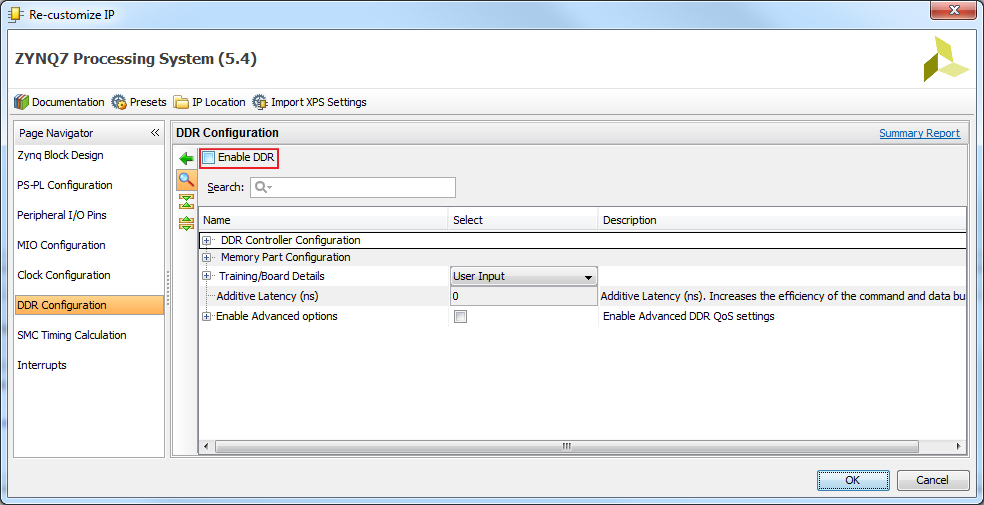 Re-customize IP
ZYNQ7 Processing System (5.4)
Documentation Presets IP Location Import XPS Settings
Page Navigator
Zynq Block Design
PS-PL Configuration
Peripheral I/O Pins
MIO Configuration
Clock Configuration
DDR Configuration
SMC Timing Calculation
Interrupts
DDR Configuration Summary Report
Enable DDR
Search:
Name Select Description
DDR Controller Configuration
Memory Part Configuration
Training/Board Details User Input
Additive Latency (ns) 0 Additive Latency (ns). Increases the efficiency of the command and data bu
Enable Advanced options Enable Advanced DDR QoS settings
OK Cancel